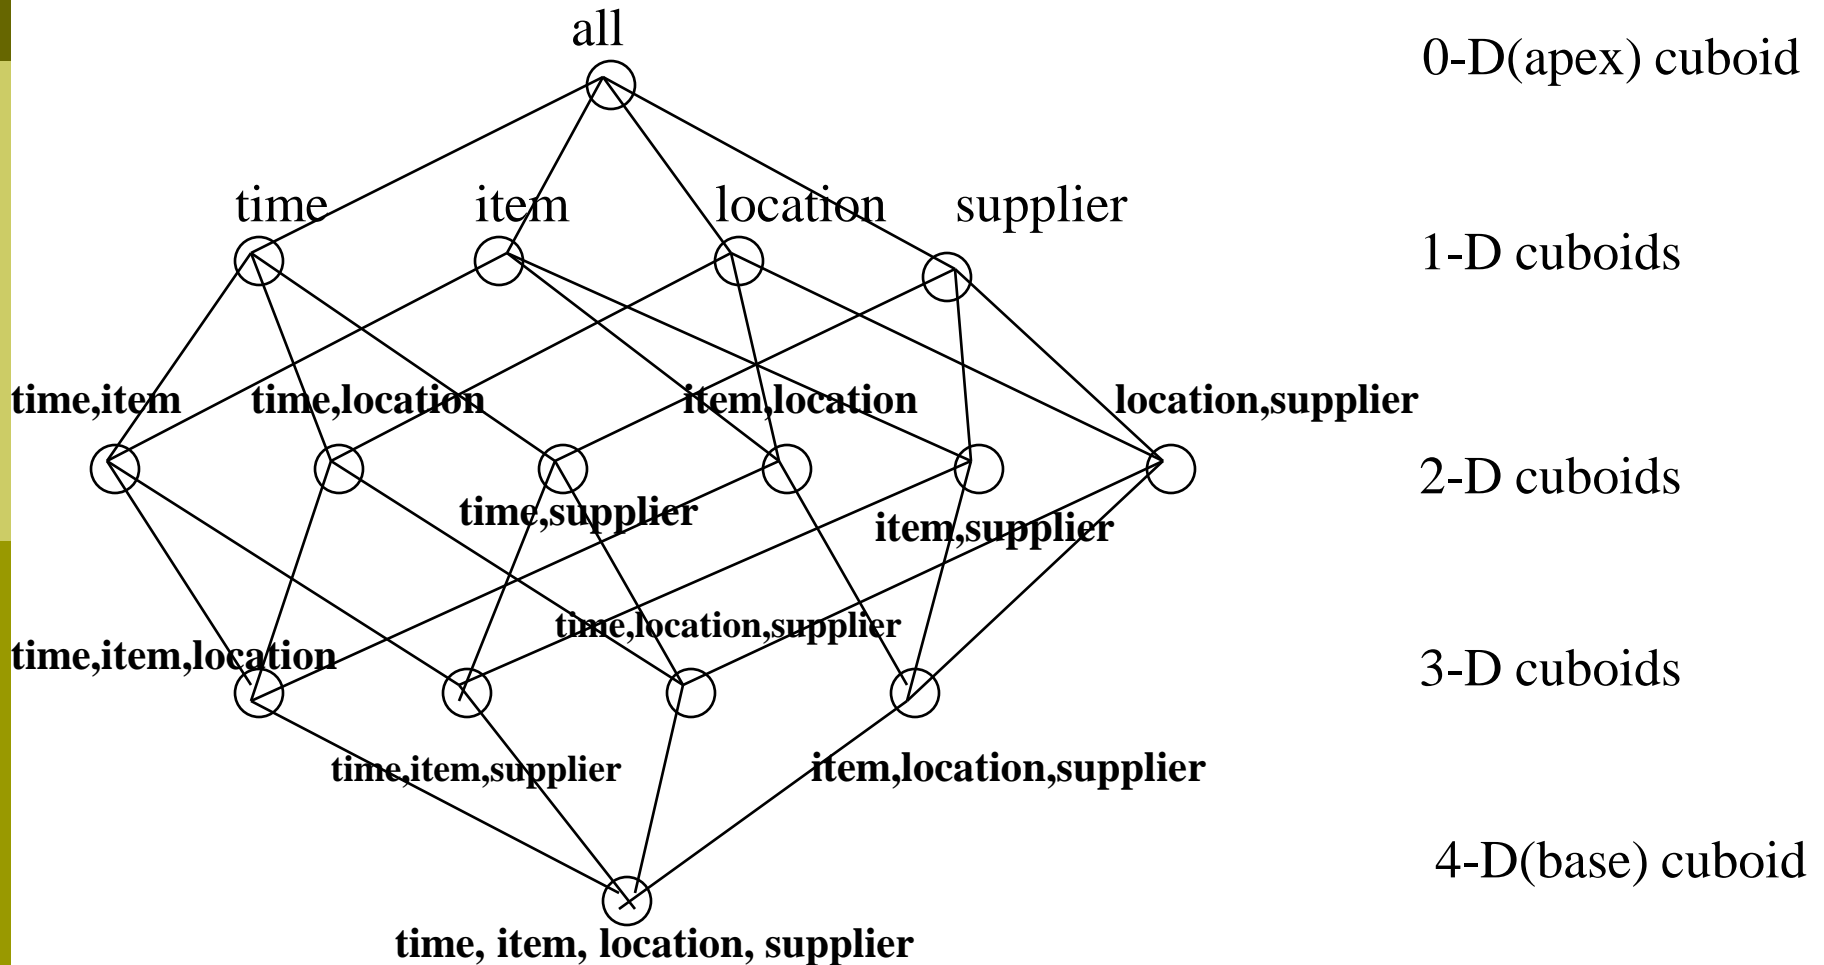 all
0-D(apex) cuboid
time
item
location
supplier
1-D cuboids
time,item
time,location
item,location
location,supplier
2-D cuboids
time,supplier
item,supplier
time,location,supplier
time,item,location
3-D cuboids
time,item,supplier
item,location,supplier
4-D(base) cuboid
time, item, location, supplier